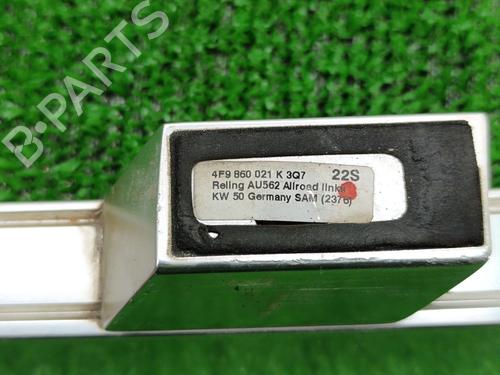 B-PARTS
4F9 860 021 K 3Q7 22S
Reling AU562 Allroad links
KW 50 Germany SAM (2376)